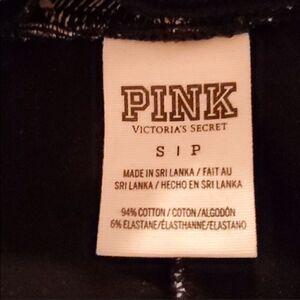 PINK
VICTORIA'S SECRET
S | P
MADE IN SRI LANKA / FAIT AU
SRI LANKA / HECHO EN SRI LANKA
94% COTTON / COTON / ALGODÓN
6% ELASTANE/ÉLASTHANNE/ELASTANO